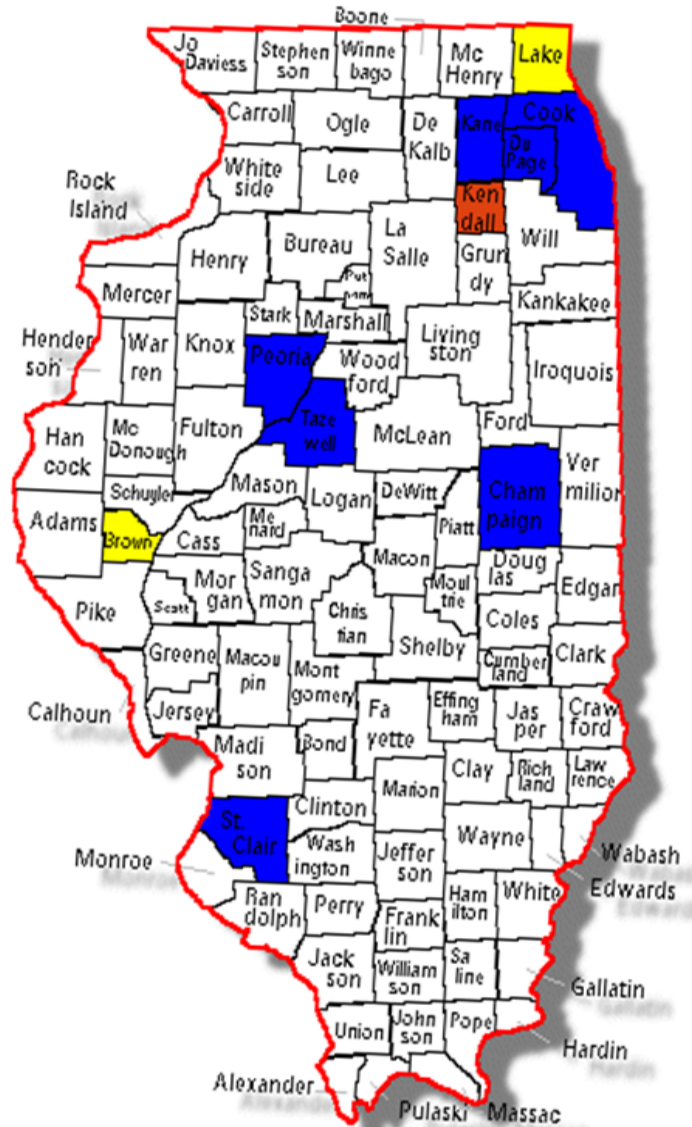 Boone
Jo
Daviess
Stephen
son
Winne
bago
Mc
Henry
Lake
Carroll
Ogle
De
Kalb
Kane
Cook
Du
Page
White
side
Lee
Rock
Island
Ken
dall
Will
Henry
Bureau
La
Salle
Grun
dy
Put
nam
Mercer
Stark
Marshall
Kankakee
Hender
son
War
ren
Knox
Peoria
Wood
ford
Living
ston
Iroquois
Han
cock
Mc
Donough
Fulton
Taze
well
McLean
Ford
Schuyler
Mason
Logan
DeWitt
Cham
paign
Ver
milion
Adams
Brown
Cass
Me
nard
Piatt
Macon
Doug
las
Edgar
Pike
Scott
Mor
gan
Sanga
mon
Chris
tian
Moul
trie
Coles
Greene
Macou
pin
Mont
gomery
Shelby
Cumber
land
Clark
Calhoun
Jersey
Madi
son
Bond
Fa
yette
Effing
ham
Jas
per
Craw
ford
Clay
Rich
land
Law
rence
Marion
Clinton
St.
Clair
Wash
ington
Jeffer
son
Wayne
Wabash
Edwards
Monroe
Ran
dolph
Perry
Frank
lin
Ham
ilton
White
Jack
son
William
son
Sa
line
Gallatin
Union
John
son
Pope
Hardin
Alexander
Pulaski
Massac